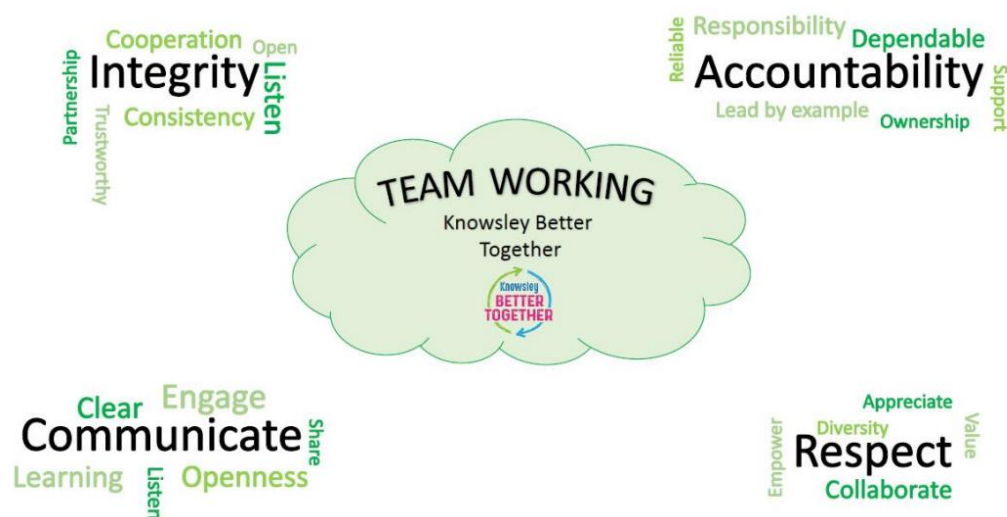 Cooperation
Open
Partnership
Integrity
Listen
Consistency
Trustworthy
Responsibility
Reliable
Dependable
Accountability
Support
Lead by example
Ownership
TEAM WORKING
Knowsley Better
Together
Knowsley
BETTER
TOGETHER
Engage
Clear
Communicate
Share
Learning
Listen
Openness
Appreciate
Empower
Diversity
Value
Respect
Collaborate